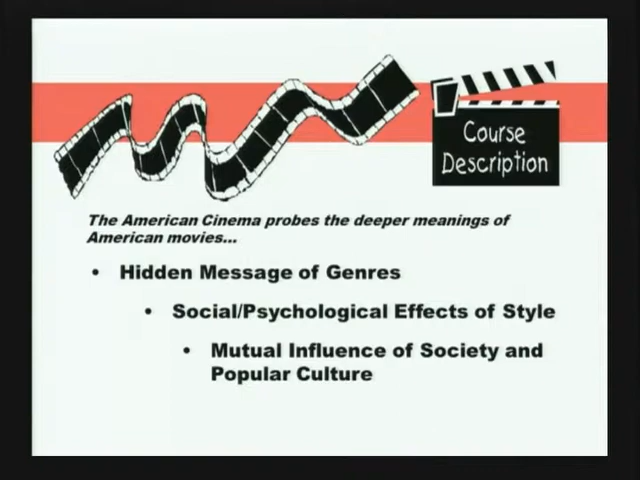 Course
Description
The American Cinema probes the deeper meanings of
American movies...
• Hidden Message of Genres
• Social/Psychological Effects of Style
• Mutual Influence of Society and
Popular Culture